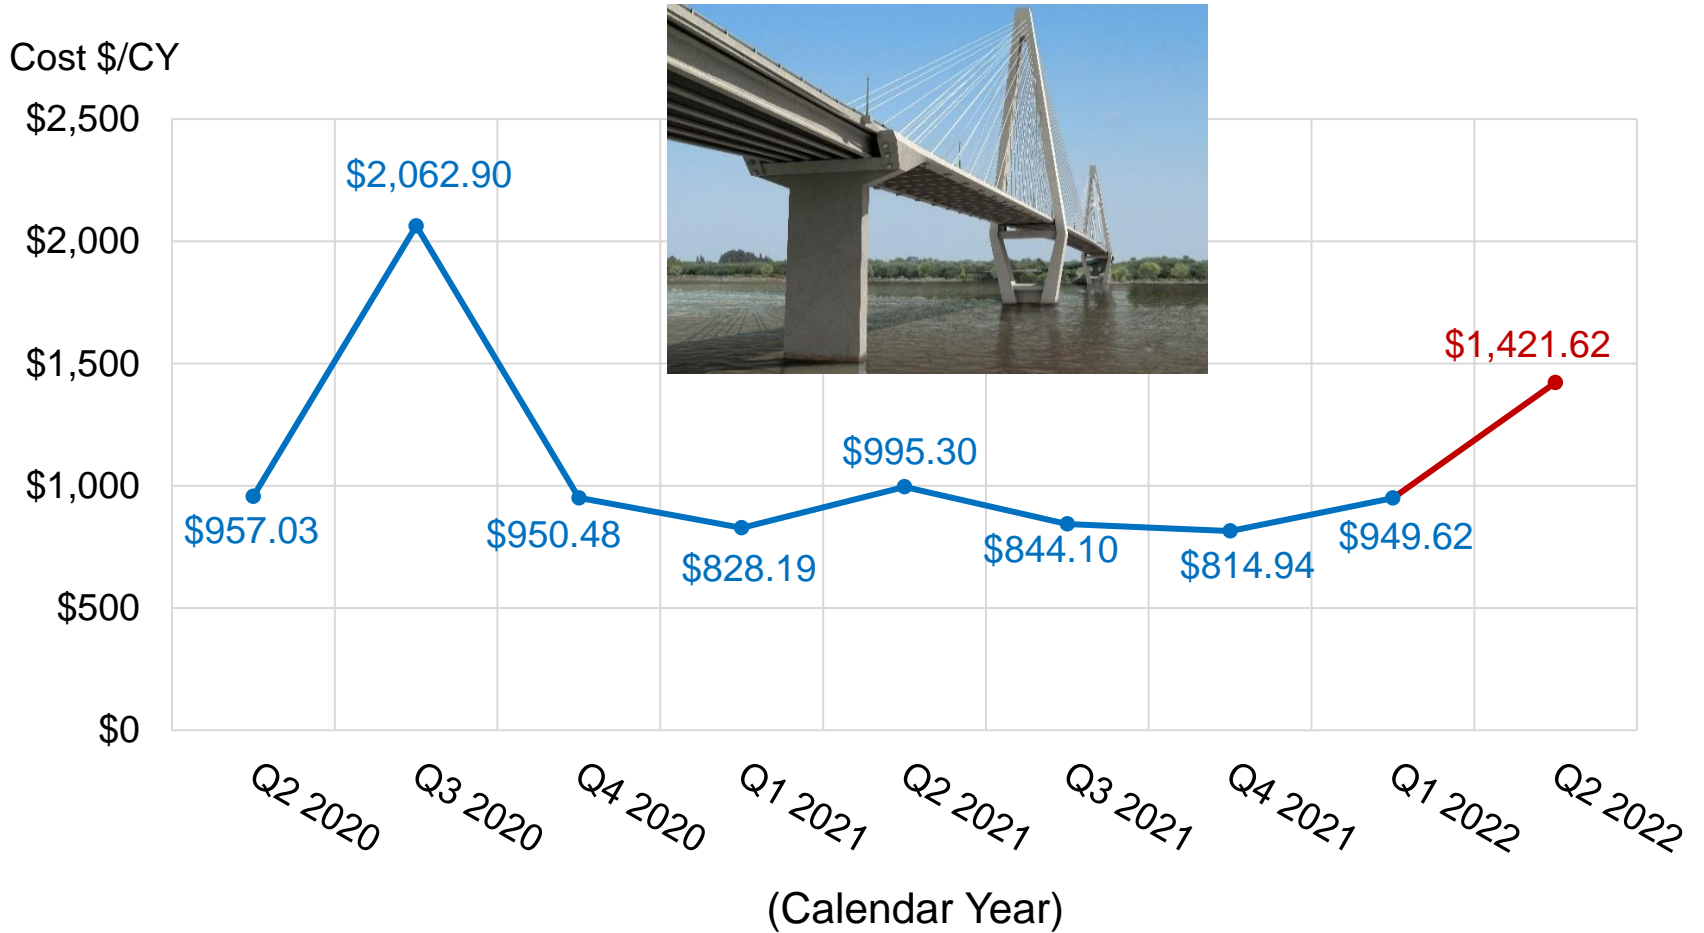 Cost $/CY
$2,500
$2,000
$1,500
$1,000
$500
$0
$957.03
$2,062.90
$950.48
$828.19
$995.30
$844.10
$814.94
$949.62
$1,421.62
Q2 2020
Q3 2020
Q4 2020
Q1 2021
Q2 2021
Q3 2021
Q4 2021
Q1 2022
Q2 2022
(Calendar Year)